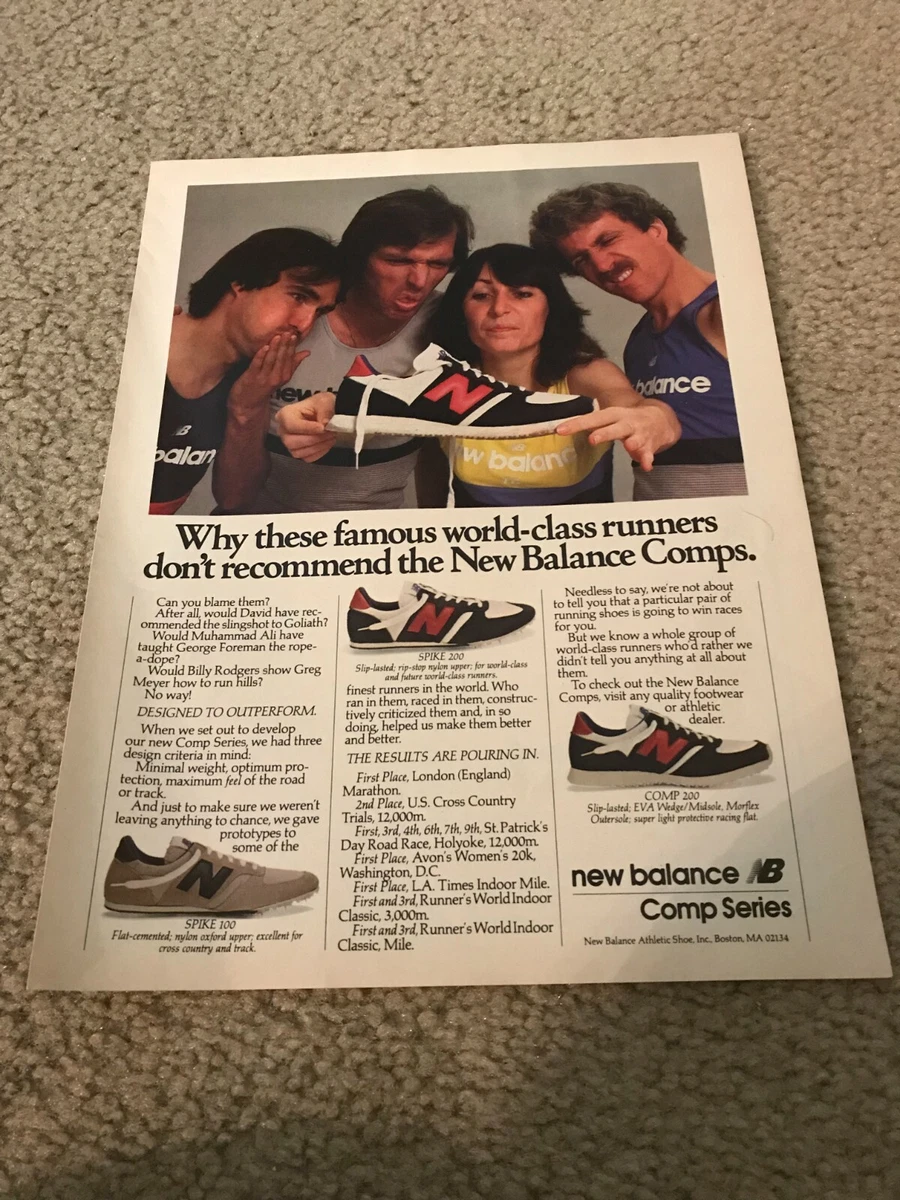 balan
new
w balan
balance
N
Why these famous world-class runners
don't recommend the New Balance Comps.
Can you blame them?
After all, would David have rec-
ommended the slingshot to Goliath?
Would Muhammad Ali have
taught George Foreman the rope-
a-dope?
Would Billy Rodgers show Greg
Meyer how to run hills?
No way!
DESIGNED TO OUTPERFORM.
When we set out to develop
our new Comp Series, we had three
design criteria in mind:
Minimal weight, optimum pro-
tection, maximum feel of the road
or track.
And just to make sure we weren't
leaving anything to chance, we gave
prototypes to
some of the
N
SPIKE 100
Flat-cemented; nylon oxford upper; excellent for
cross country and track.
N
SPIKE 200
Slip-lasted; rip-stop nylon upper; for world-class
and future world-class runners.
finest runners in the world. Who
ran in them, raced in them, construc-
tively criticized them and, in so
doing, helped us make them better
and better.
THE RESULTS ARE POURING IN.
First Place, London (England)
Marathon.
2nd Place, U.S. Cross Country
Trials, 12,000m.
First, 3rd, 4th, 6th, 7th, 9th, St. Patrick's
Day Road Race, Holyoke, 12,000m.
First Place, Avon's Women's 20k,
Washington, D.C.
First Place, L.A. Times Indoor Mile.
First and 3rd, Runner's World Indoor
Classic, 3,000m.
First and 3rd, Runner's World Indoor
Classic, Mile.
Needless to say, we're not about
to tell you that a particular pair of
running shoes is going to win races
for you.
But we know a whole group of
world-class runners who'd rather we
didn't tell you anything at all about
them.
To check out the New Balance
Comps, visit any quality footwear
or athletic
dealer.
N
COMP 200
Slip-lasted; EVA Wedge/Midsole, Morflex
Outersole; super light protective racing flat.
new balance NB
Comp Series
New Balance Athletic Shoe, Inc., Boston, MA 02134